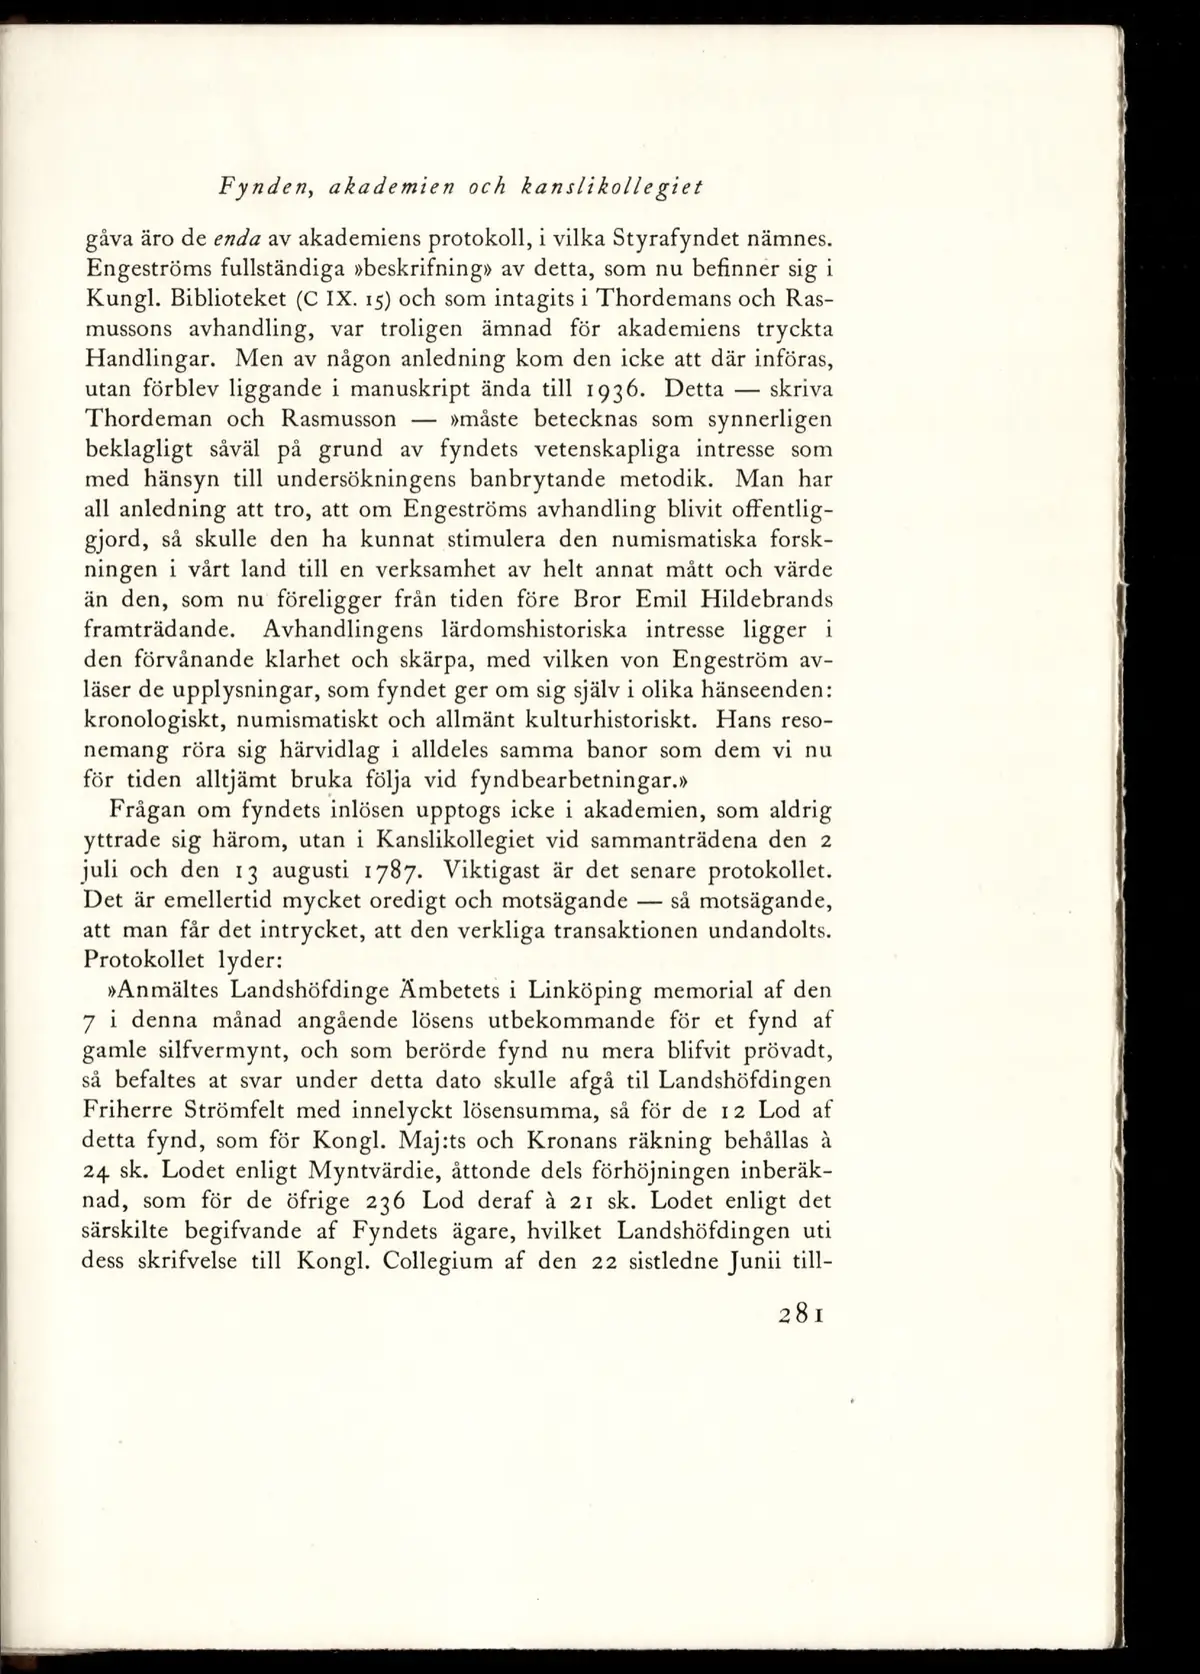 Fynden, akademien och kanslikollegiet
gåva äro de enda av akademiens protokoll, i vilka Styrafyndet nämnes.
Engeströms fullständiga »beskrifning» av detta, som nu befinner sig i
Kungl. Biblioteket (C IX. 15) och som intagits i Thordemans och Ras-
mussons avhandling, var troligen ämnad för akademiens tryckta
Handlingar. Men av någon anledning kom den icke att där införas,
utan förblev liggande i manuskript ända till 1936. Detta — skriva
Thordeman och Rasmusson — »måste betecknas som synnerligen
beklagligt såväl på grund av fyndets vetenskapliga intresse som
med hänsyn till undersökningens banbrytande metodik. Man har
all anledning att tro, att om Engeströms avhandling blivit offentlig-
gjord, så skulle den ha kunnat stimulera den numismatiska forsk-
ningen i vårt land till en verksamhet av helt annat mått och värde
än den, som nu föreligger från tiden före Bror Emil Hildebrands
framträdande. Avhandlingens lärdomshistoriska intresse ligger i
den förvånande klarhet och skärpa, med vilken von Engeström av-
läser de upplysningar, som fyndet ger om sig själv i olika hänseenden:
kronologiskt, numismatiskt och allmänt kulturhistoriskt. Hans reso-
nemang röra sig härvidlag i alldeles samma banor som dem vi nu
för tiden alltjämt bruka följa vid fyndbearbetningar.»
Frågan om fyndets inlösen upptogs icke i akademien, som aldrig
yttrade sig härom, utan i Kanslikollegiet vid sammanträdena den 2
juli och den 13 augusti 1787. Viktigast är det senare protokollet.
Det är emellertid mycket oredigt och motsägande — så motsägande,
att man får det intrycket, att den verkliga transaktionen undandolts.
Protokollet lyder:
»Anmältes Landshöfdinge Ämbetets i Linköping memorial af den
7 i denna månad angående lösens utbekommande för et fynd af
gamle silfvermynt, och som berörde fynd nu mera blifvit prövadt,
så befaltes at svar under detta dato skulle afgå til Landshöfdingen
Friherre Strömfelt med innelyckt lösensumma, så för de 12 Lod af
detta fynd, som för Kongl. Maj:ts och Kronans räkning behållas à
24 sk. Lodet enligt Myntvärdie, åttonde dels förhöjningen inberäk-
nad, som för de öfrige 236 Lod deraf à 21 sk. Lodet enligt det
särskilte begifvande af Fyndets ägare, hvilket Landshöfdingen uti
dess skrifvelse till Kongl. Collegium af den 22 sistledne Junii till-
281